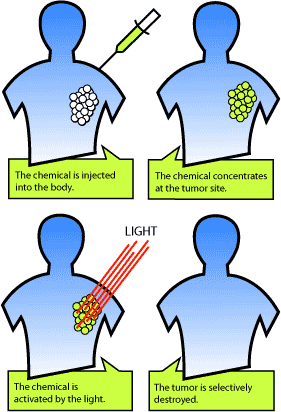 The chemical is injected
into the body.
The chemical concentrates
at the tumor site.
LIGHT
The chemical is
activated by the light.
The tumor is selectively
destroyed.